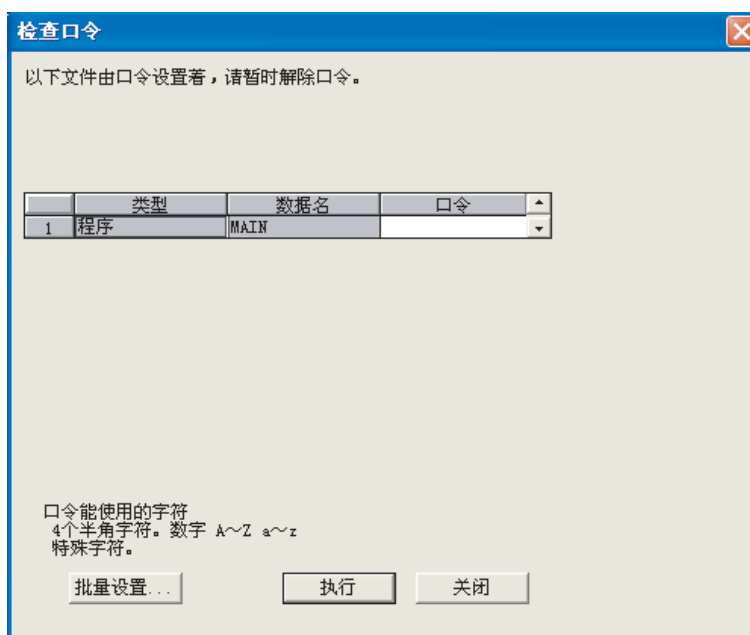 检查口令
以下文件由口令设置着，请暂时解除口令。
类型 数据名 口令
1 程序 MAIN
口令能使用的字符
4个半角字符。数字 A～Z a～z
特殊字符。
批量设置... 执行 关闭